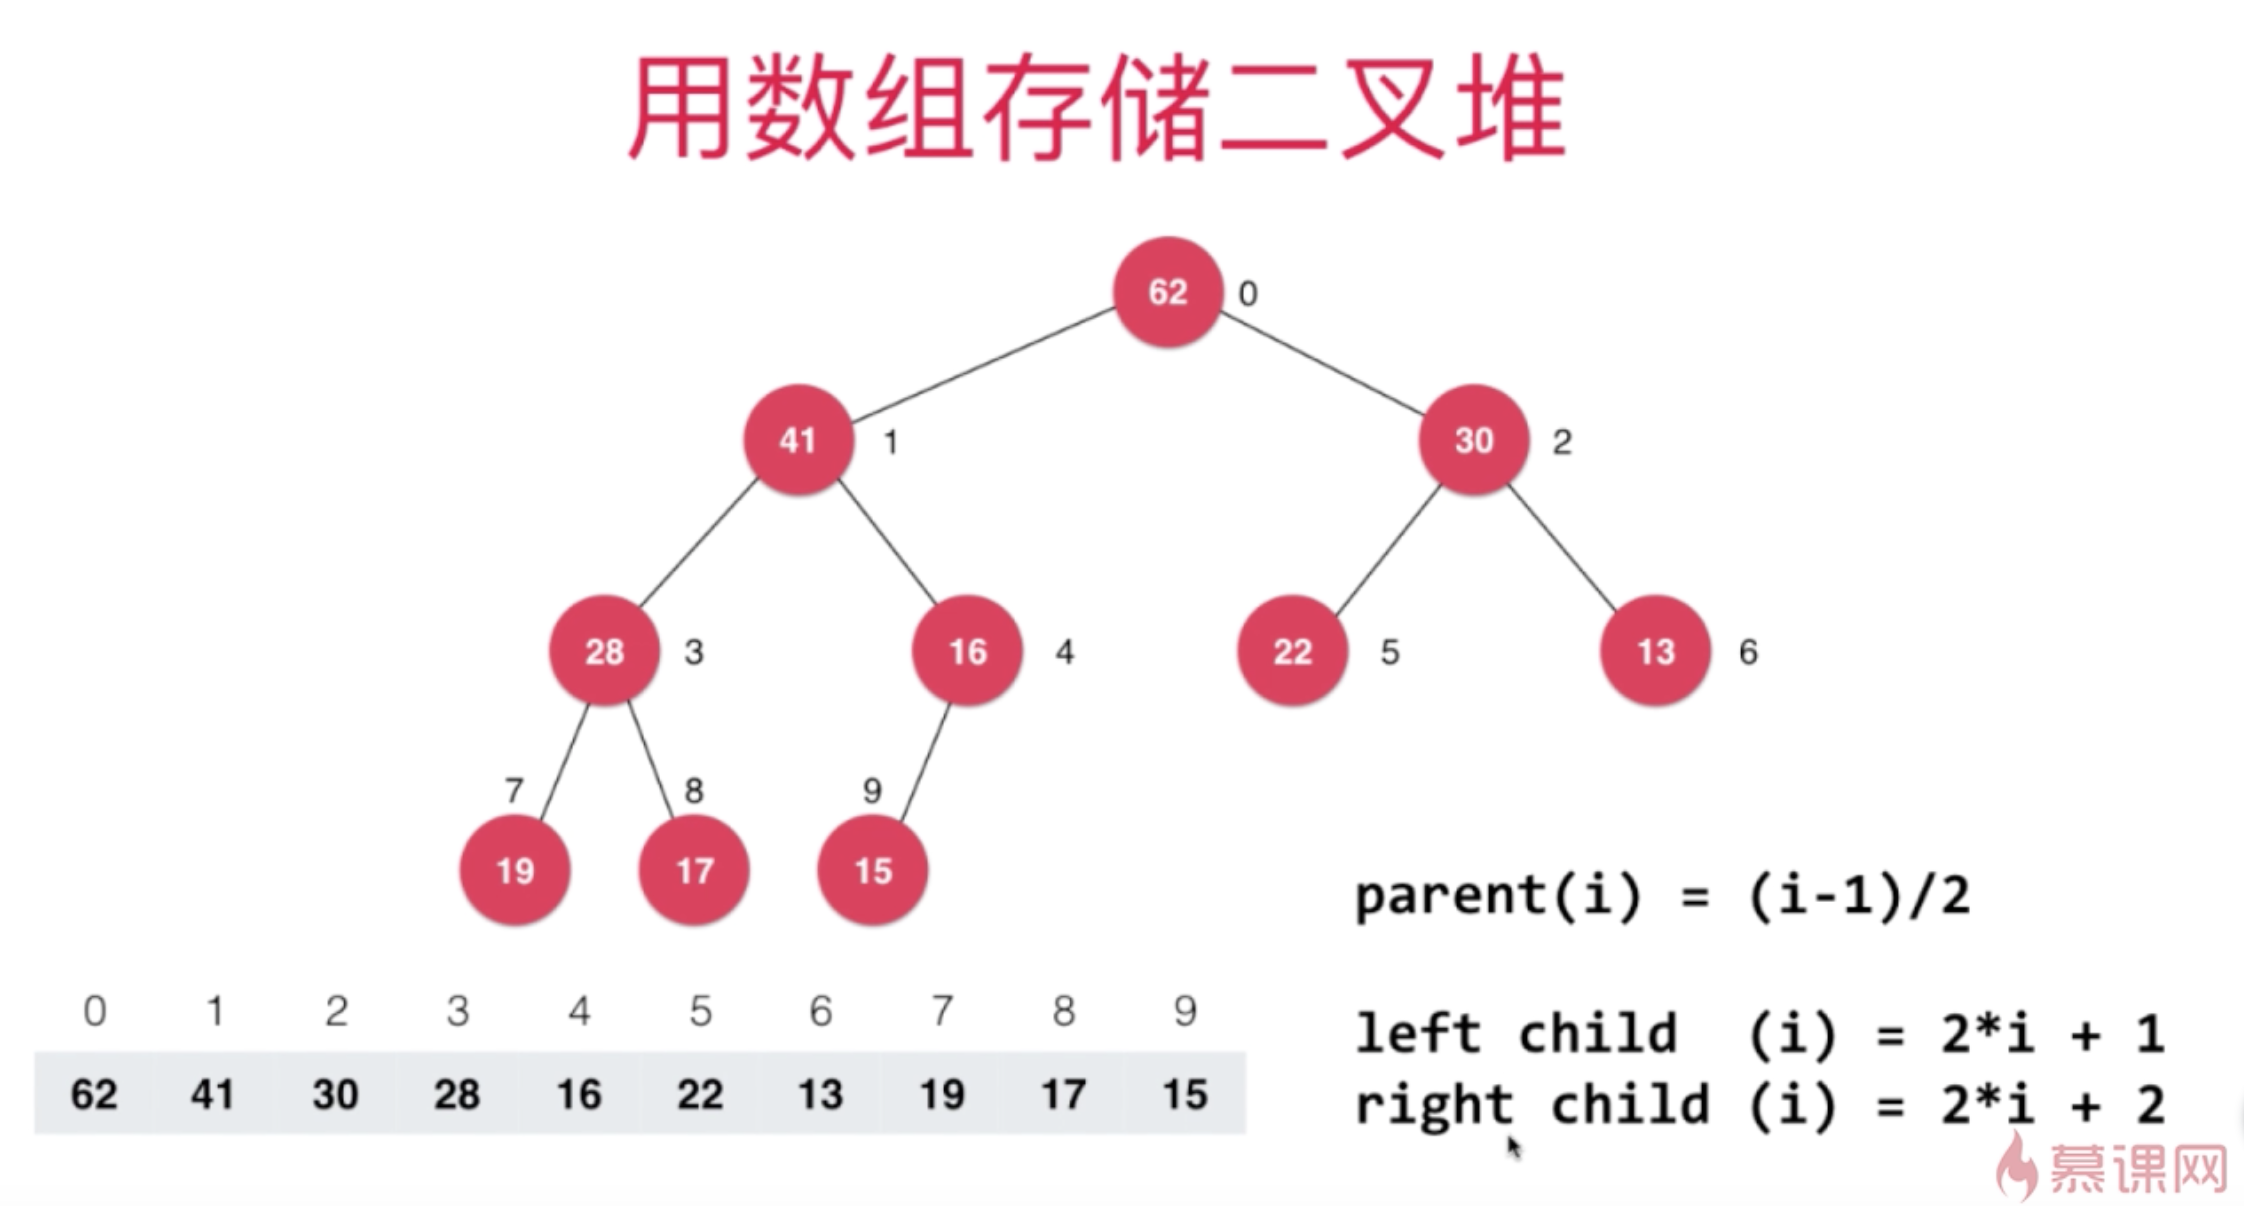 用数组存储二叉堆
62 0
41 1 30 2
28 3 16 4 22 5 13 6
7 8 9
19 17 15
parent(i) = (i-1)/2
0 1 2 3 4 5 6 7 8 9
62 41 30 28 16 22 13 19 17 15
left child (i) = 2*i + 1
right child (i) = 2*i + 2
慕课网